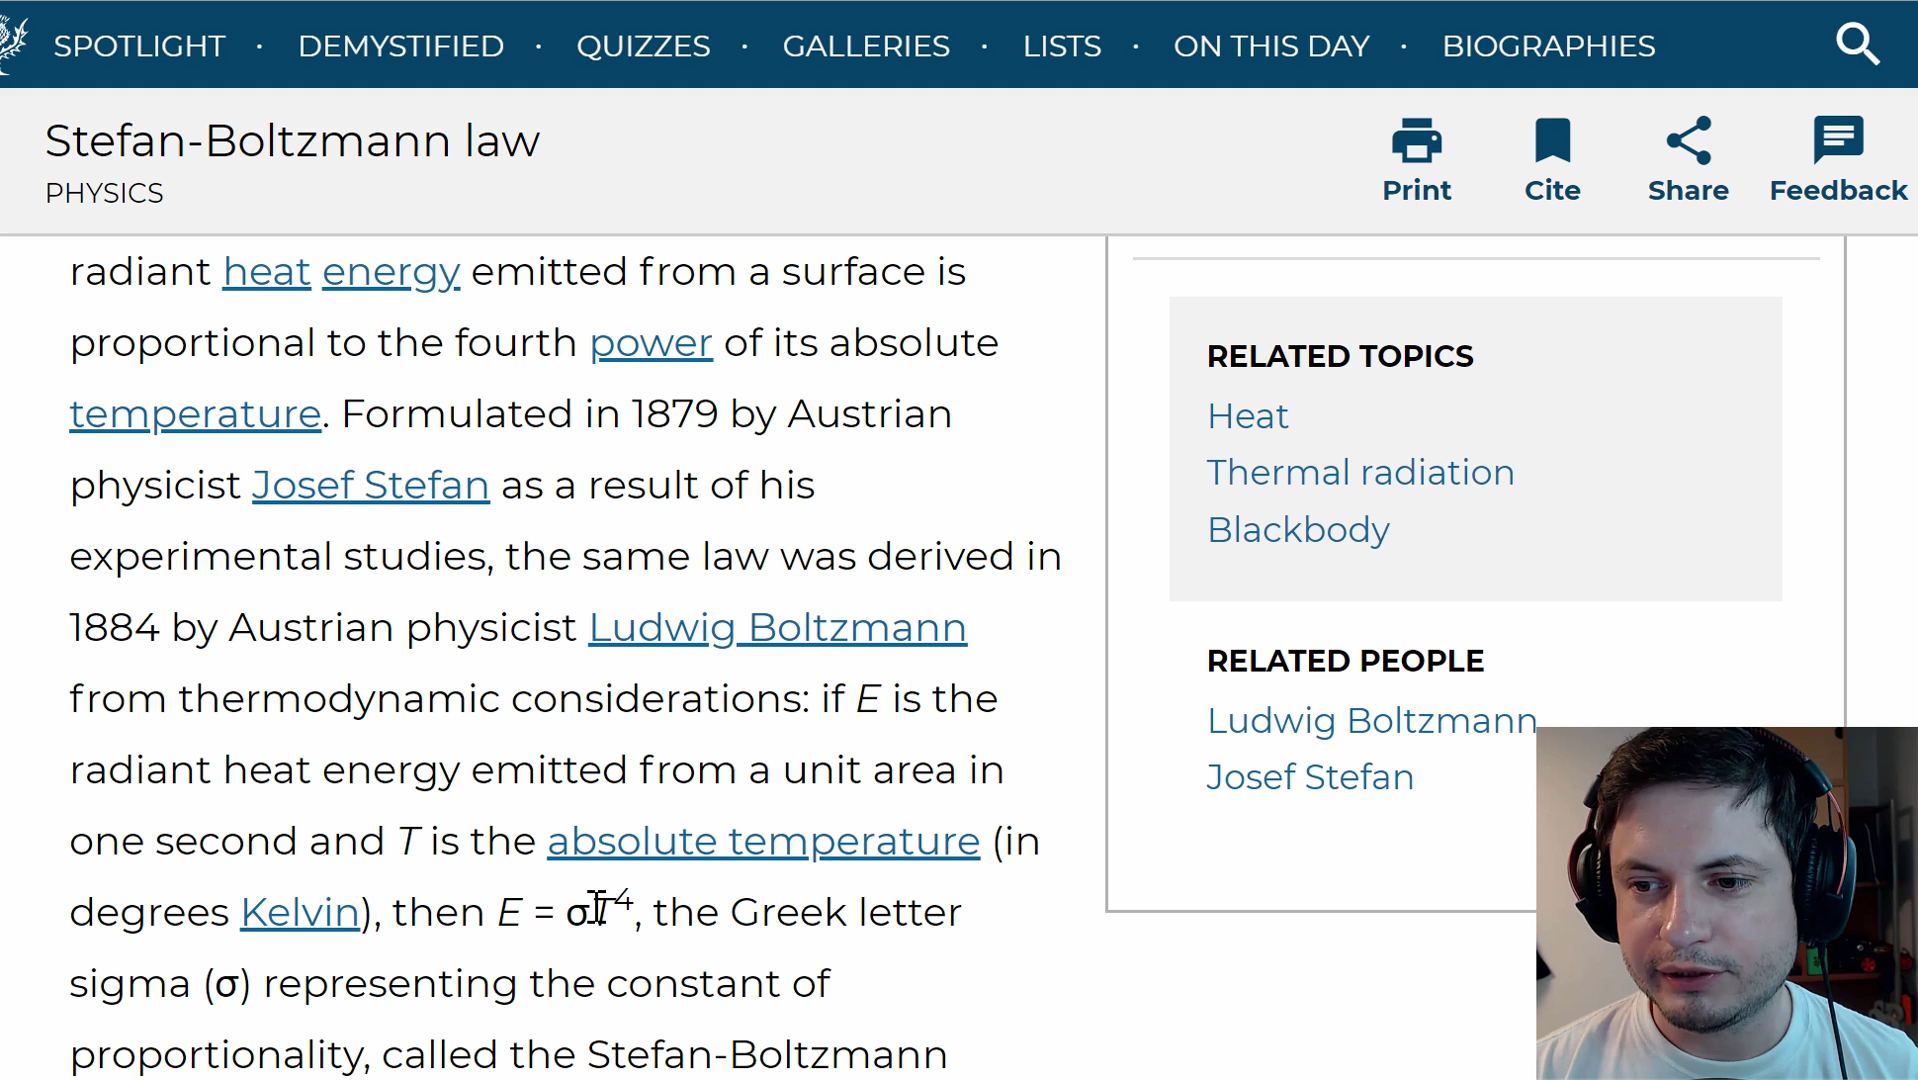 SPOTLIGHT · DEMYSTIFIED · QUIZZES · GALLERIES · LISTS · ON THIS DAY · BIOGRAPHIES
Stefan-Boltzmann law
PHYSICS
Print
Cite
Share
Feedback
radiant heat energy emitted from a surface is
proportional to the fourth power of its absolute
temperature. Formulated in 1879 by Austrian
physicist Josef Stefan as a result of his
experimental studies, the same law was derived in
1884 by Austrian physicist Ludwig Boltzmann
from thermodynamic considerations: if E is the
radiant heat energy emitted from a unit area in
one second and T is the absolute temperature (in
degrees Kelvin), then E = σT⁴, the Greek letter
sigma (σ) representing the constant of
proportionality, called the Stefan-Boltzmann
RELATED TOPICS
Heat
Thermal radiation
Blackbody
RELATED PEOPLE
Ludwig Boltzmann
Josef Stefan